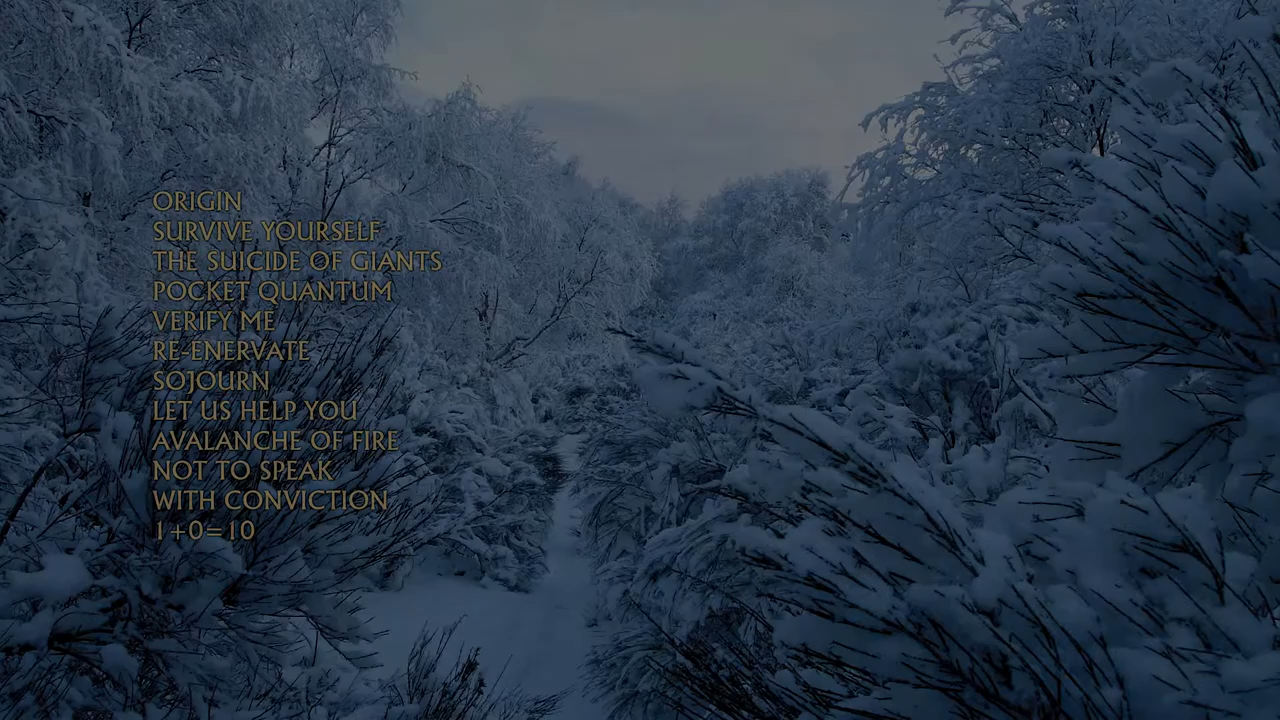 ORIGIN
SURVIVE YOURSELF
THE SUICIDE OF GIANTS
POCKET QUANTUM
VERIFY ME
RE-ENERVATE
SOJOURN
LET US HELP YOU
AVALANCHE OF FIRE
NOT TO SPEAK
WITH CONVICTION
1+0=10